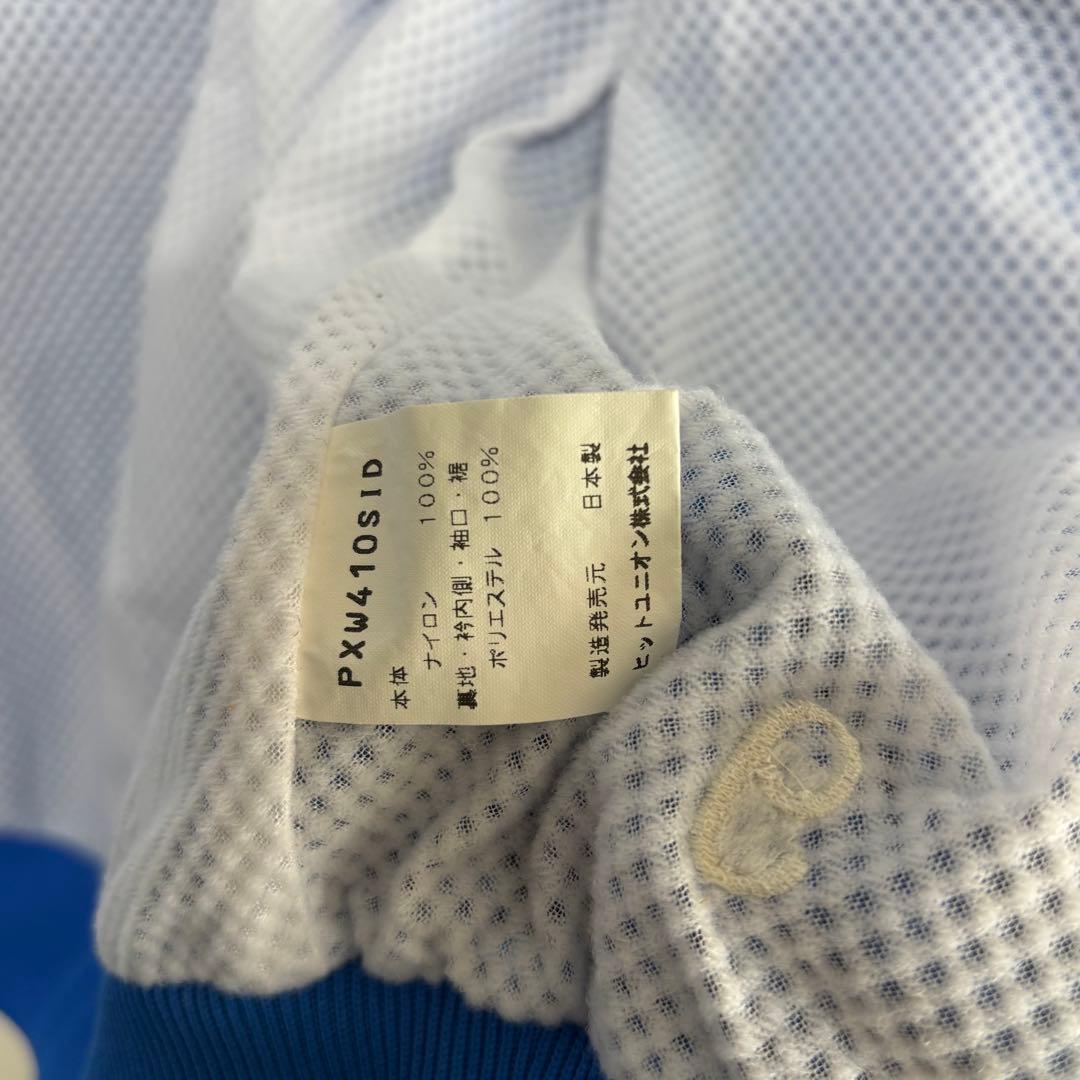 PXW410SID
本体
ナイロン 100%
裏地・衿内側・袖口・裾
ポリエステル 100%
製造発売元 日本製
ヒットユニオン株式会社